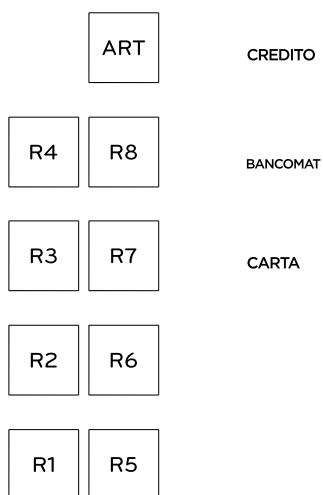 ART CREDITO
R4 R8 BANCOMAT
R3 R7 CARTA
R2 R6
R1 R5